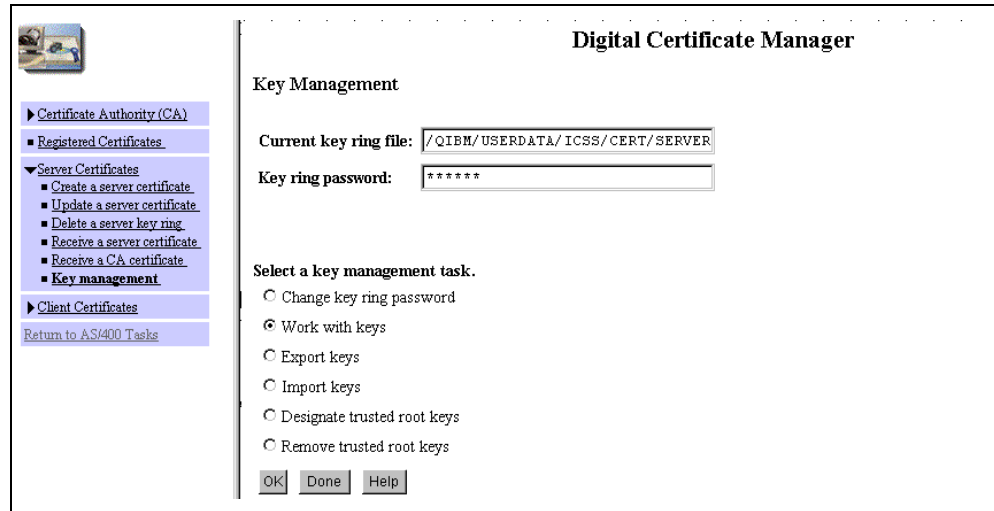 Digital Certificate Manager
Certificate Authority (CA)
Registered Certificates
Server Certificates
Create a server certificate
Update a server certificate
Delete a server key ring
Receive a server certificate
Receive a CA certificate
Key management
Client Certificates
Return to AS/400 Tasks
Key Management
Current key ring file: /QIBM/USERDATA/ICSS/CERT/SERVER
Key ring password: ******
Select a key management task.
Change key ring password
Work with keys
Export keys
Import keys
Designate trusted root keys
Remove trusted root keys
OK Done Help